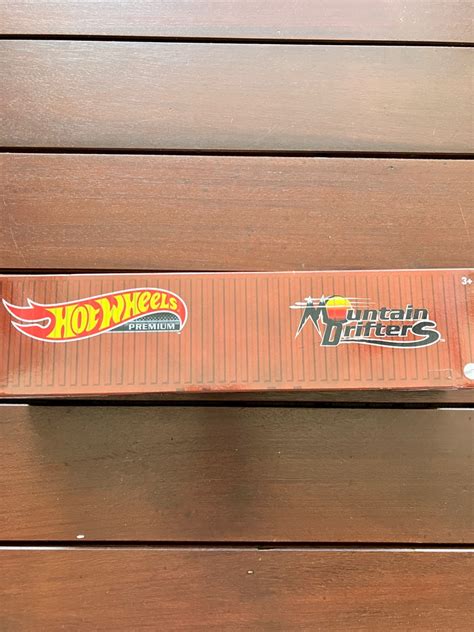 HOT WHEELS
PREMIUM
Mountain
Drifters
3+